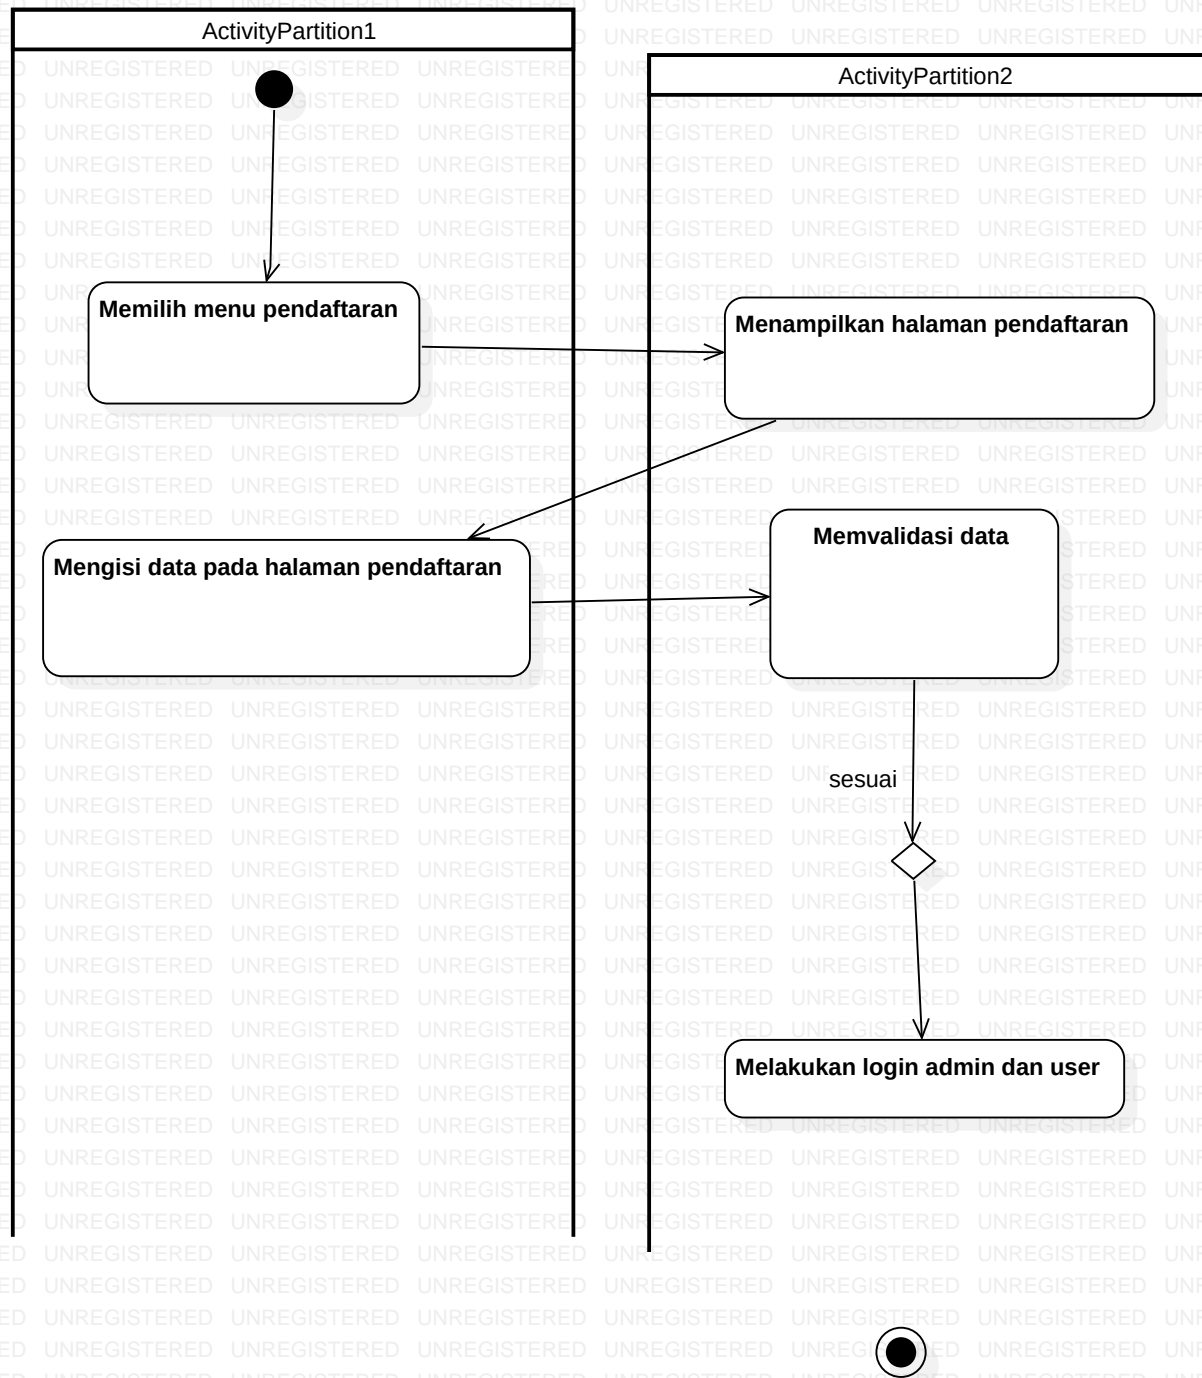 ActivityPartition1
ActivityPartition2
Memilih menu pendaftaran
Menampilkan halaman pendaftaran
Mengisi data pada halaman pendaftaran
Memvalidasi data
sesuai
Melakukan login admin dan user
UNREGISTERED